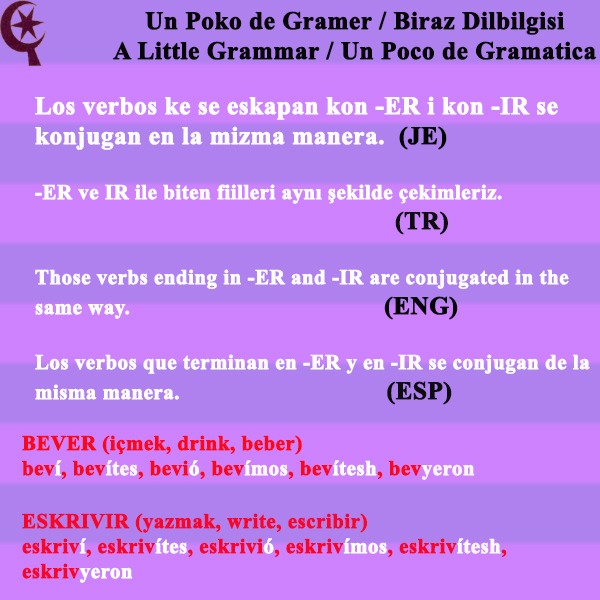 Un Poko de Gramer / Biraz Dilbilgisi
A Little Grammar / Un Poco de Gramatica
Los verbos ke se eskapan kon -ER i kon -IR se
konjugan en la mizma manera. (JE)
-ER ve IR ile biten fiilleri aynı şekilde çekimleriz.
(TR)
Those verbs ending in -ER and -IR are conjugated in the
same way. (ENG)
Los verbos que terminan en -ER y en -IR se conjugan de la
misma manera. (ESP)
BEVER (içmek, drink, beber)
beví, bevítes, bevió, bevímos, bevítesh, bevyeron
ESKRIVIR (yazmak, write, escribir)
eskriví, eskrivítes, eskrivió, eskrivímos, eskrivítesh,
eskrivyeron